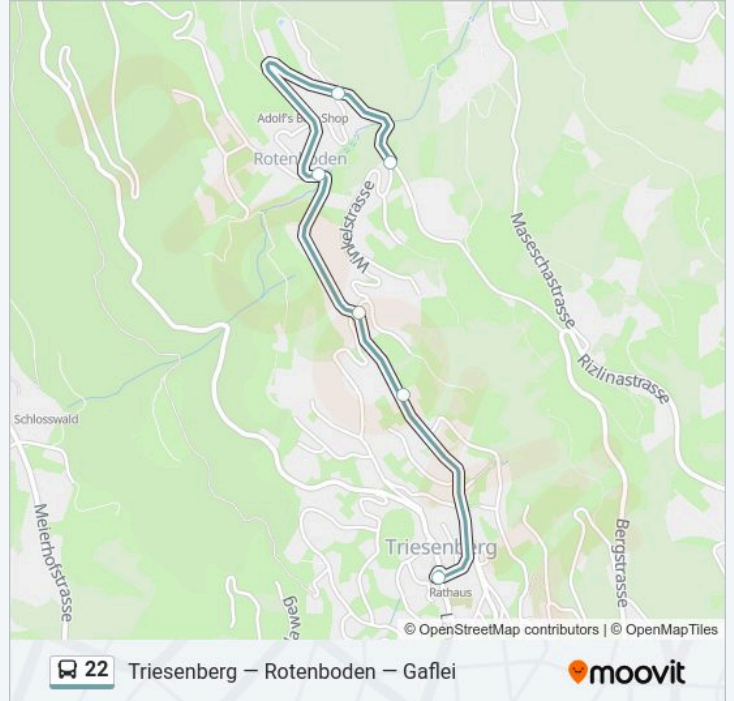 Adolf's B
Shop
Rotenboden
Winkelstrasse
Maseschastrasse
Rizlinastrasse
Schlosswald
Meierhofstrasse
Triesenberg
Bergstrasse
Rathaus
weg
L
© OpenStreetMap contributors | © OpenMapTiles
22 Triesenberg — Rotenboden — Gaflei
moovit